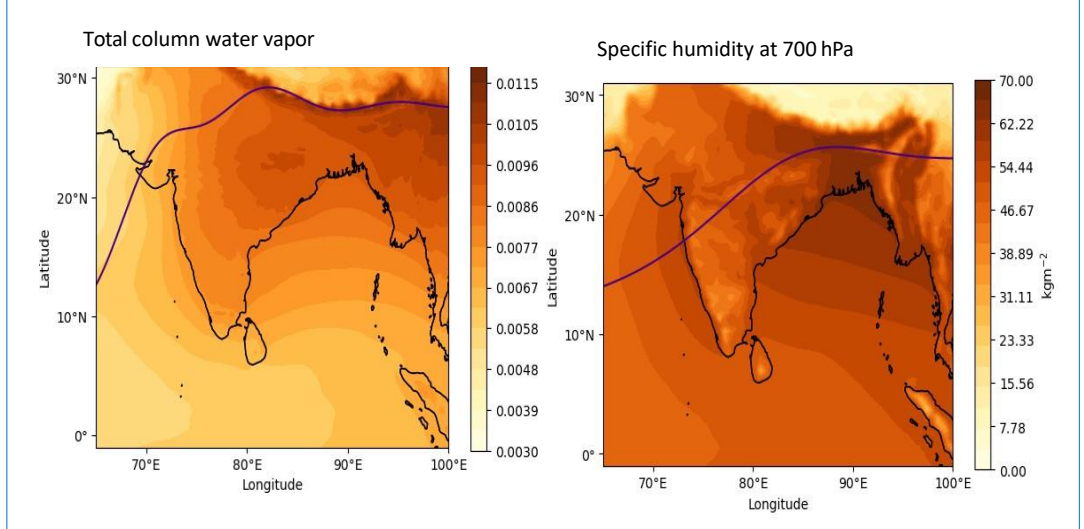 Total column water vapor
30°N
20°N
10°N
0°
Latitude
70°E
80°E
90°E
100°E
Longitude
0.0115
0.0105
0.0096
0.0086
0.0077
0.0067
0.0058
0.0048
0.0039
0.0030
Specific humidity at 700 hPa
30°N
20°N
10°N
0°
Latitude
70°E
80°E
90°E
100°E
Longitude
70.00
62.22
54.44
46.67
38.89
31.11
23.33
15.56
7.78
0.00
kgm⁻²